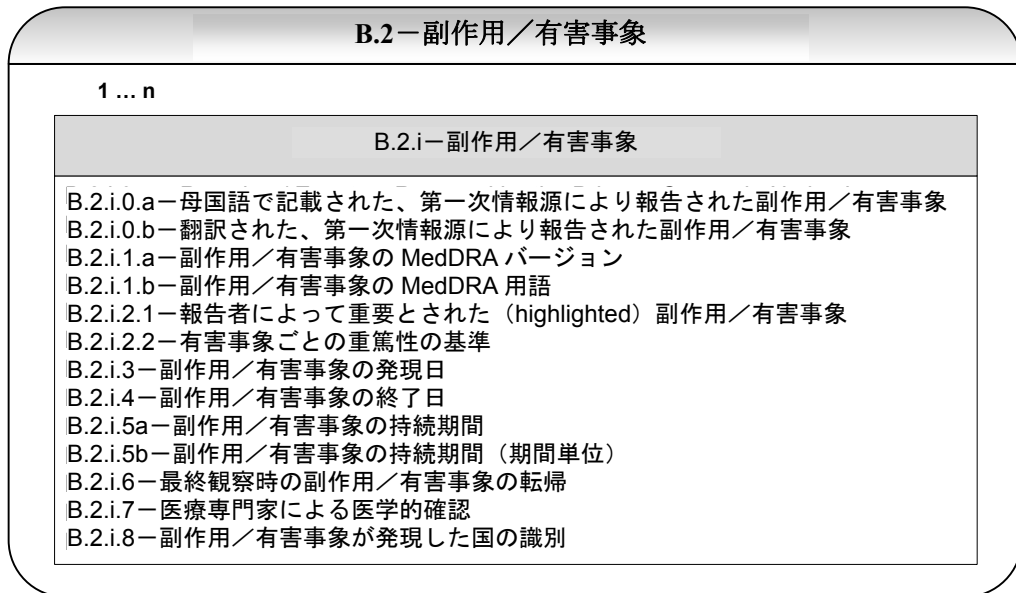 B.2－副作用／有害事象
1 … n
B.2.i－副作用／有害事象
B.2.i.0.a－母国語で記載された、第一次情報源により報告された副作用／有害事象
B.2.i.0.b－翻訳された、第一次情報源により報告された副作用／有害事象
B.2.i.1.a－副作用／有害事象の MedDRA バージョン
B.2.i.1.b－副作用／有害事象の MedDRA 用語
B.2.i.2.1－報告者によって重要とされた（highlighted）副作用／有害事象
B.2.i.2.2－有害事象ごとの重篤性の基準
B.2.i.3－副作用／有害事象の発現日
B.2.i.4－副作用／有害事象の終了日
B.2.i.5a－副作用／有害事象の持続期間
B.2.i.5b－副作用／有害事象の持続期間（期間単位）
B.2.i.6－最終観察時の副作用／有害事象の転帰
B.2.i.7－医療専門家による医学的確認
B.2.i.8－副作用／有害事象が発現した国の識別